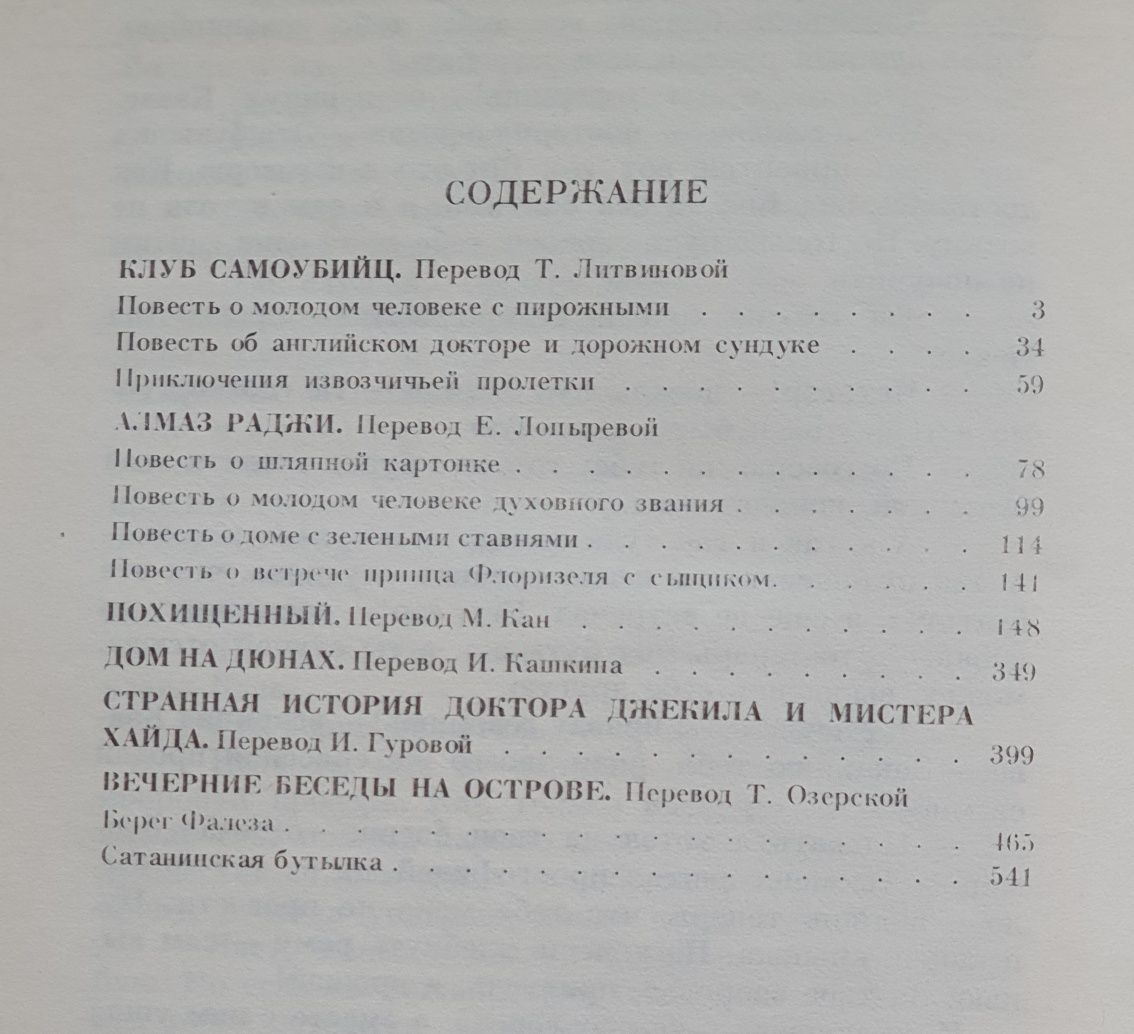 СОДЕРЖАНИЕ
КЛУБ САМОУБИЙЦ. Перевод Т. Литвиновой
Повесть о молодом человеке с пирожными . . . . . . . . 3
Повесть об английском докторе и дорожном сундуке . . . . 34
Приключения извозчичьей пролетки . . . . . . . . . . 59
АЛМАЗ РАДЖИ. Перевод Е. Лопыревой
Повесть о шляпной картонке . . . . . . . . . . . . 78
Повесть о молодом человеке духовного звания . . . . . . . 99
Повесть о доме с зелеными ставнями . . . . . . . . . . . 114
Повесть о встрече принца Флоризеля с сыщиком. . . . . . 141
ПОХИЩЕННЫЙ. Перевод М. Кан . . . . . . . . . . . 148
ДОМ НА ДЮНАХ. Перевод И. Кашкина . . . . . . . . . 349
СТРАННАЯ ИСТОРИЯ ДОКТОРА ДЖЕКИЛА И МИСТЕРА
ХАЙДА. Перевод И. Гуровой . . . . . . . . . . . . . 399
ВЕЧЕРНИЕ БЕСЕДЫ НА ОСТРОВЕ. Перевод Т. Озерской
Берег Фалеза . . . . . . . . . . . . . . . . . . 465
Сатанинская бутылка . . . . . . . . . . . . . . . 541